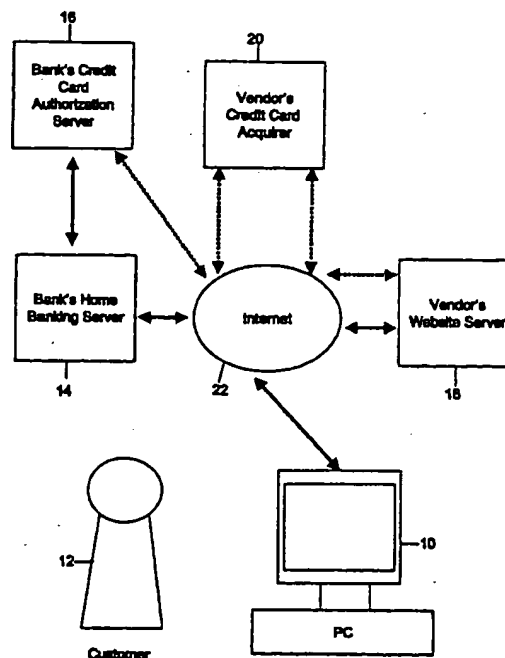 16
Bank's Credit
Card
Authorization
Server
20
Vendor's
Credit Card
Acquirer
Bank's Home
Banking Server
14
Internet
22
Vendor's
Website Server
18
12
Customer
10
PC